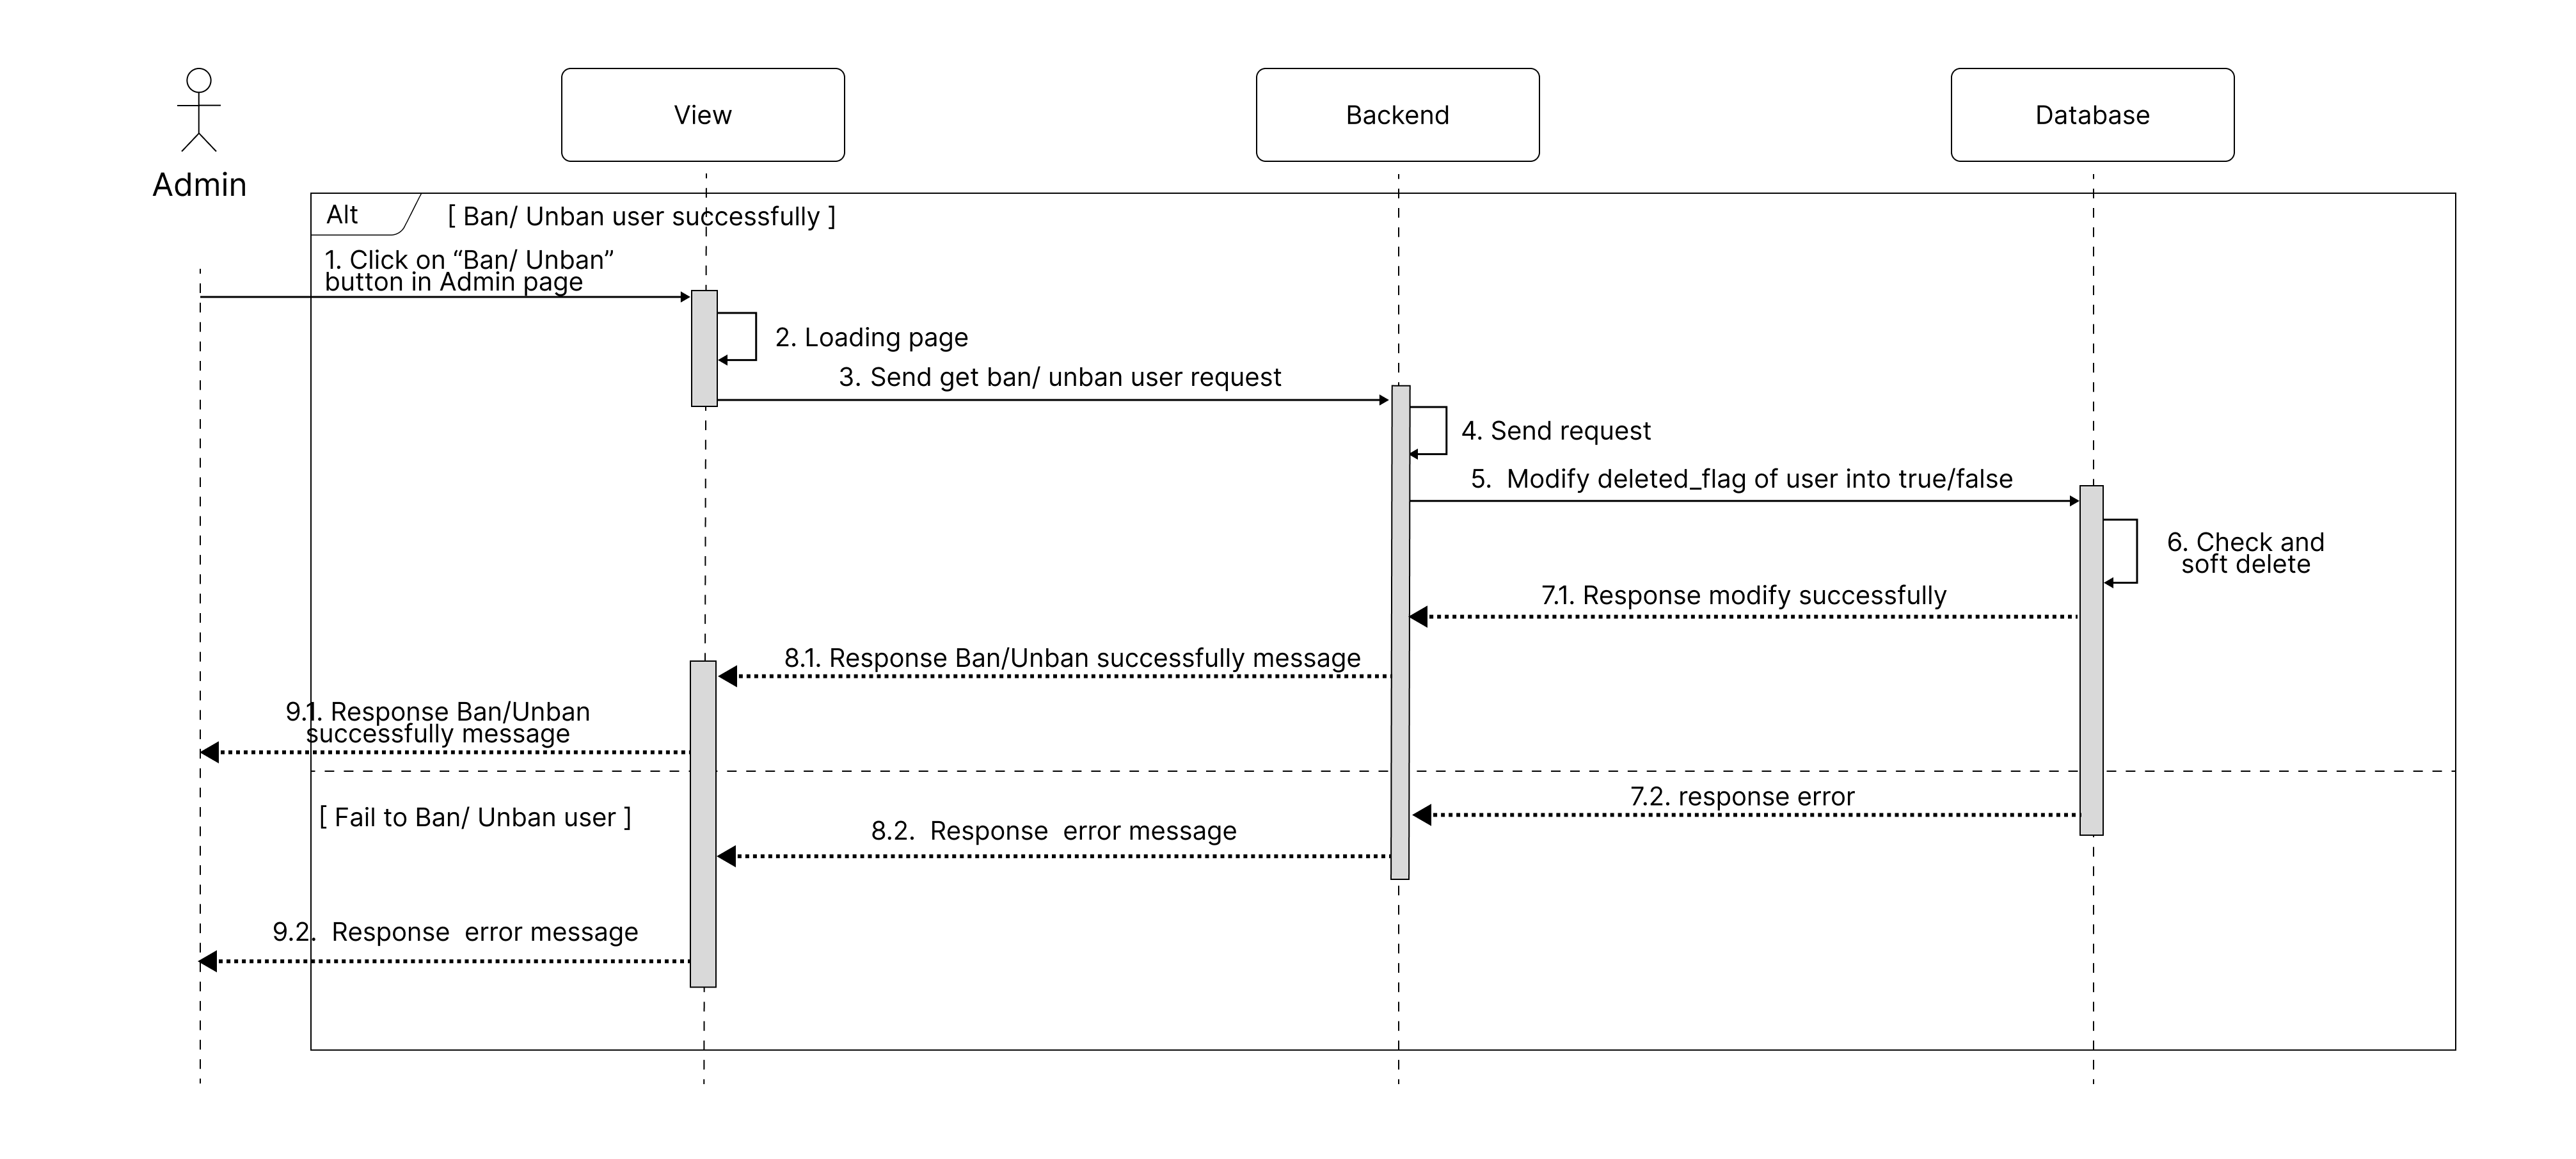 Admin
View
Backend
Database
Alt
[ Ban/ Unban user successfully ]
1. Click on “Ban/ Unban”
button in Admin page
2. Loading page
3. Send get ban/ unban user request
4. Send request
5. Modify deleted_flag of user into true/false
6. Check and
soft delete
7.1. Response modify successfully
8.1. Response Ban/Unban successfully message
9.1. Response Ban/Unban
successfully message
[ Fail to Ban/ Unban user ]
7.2. response error
8.2. Response error message
9.2. Response error message